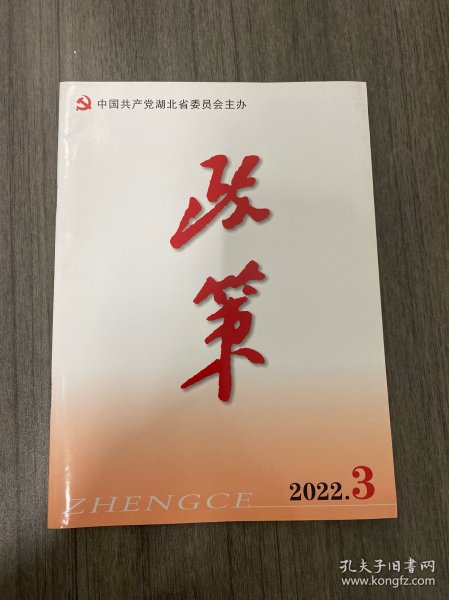 中国共产党湖北省委员会主办
政
策
ZHENGCE
2022.3
孔夫子旧书网
www.kongfz.com